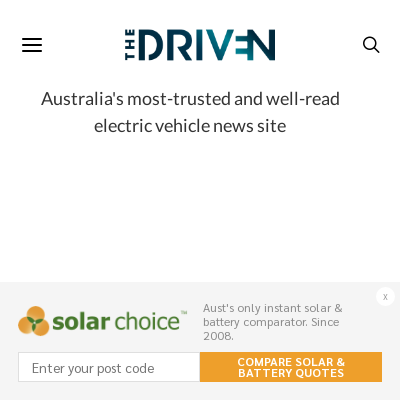 THE DRIVEN
Australia's most-trusted and well-read
electric vehicle news site
x
solar choice™
Aust's only instant solar &
battery comparator. Since
2008.
Enter your post code
COMPARE SOLAR &
BATTERY QUOTES